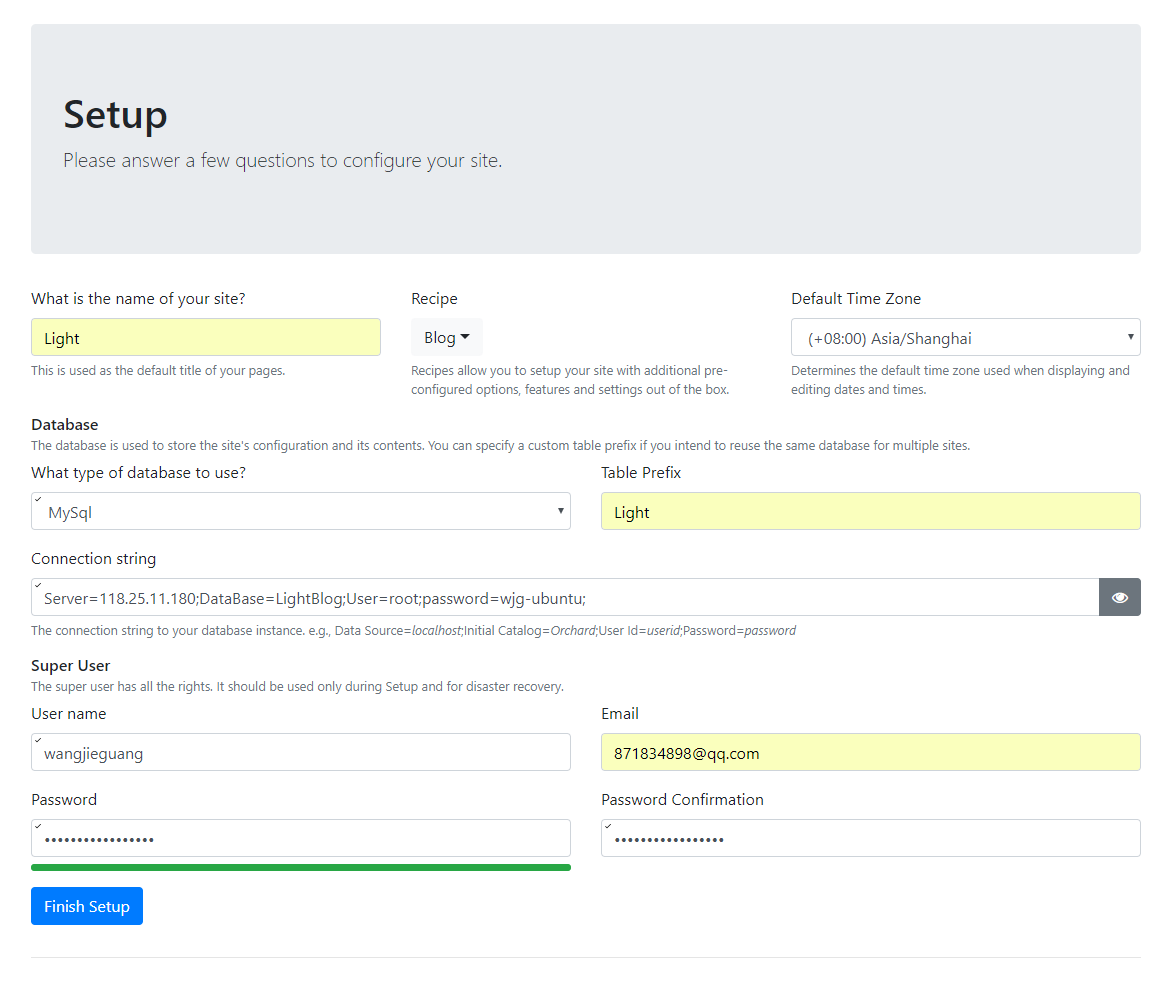 Setup
Please answer a few questions to configure your site.
What is the name of your site?
Light
This is used as the default title of your pages.
Recipe
Blog
Recipes allow you to setup your site with additional pre-
configured options, features and settings out of the box.
Default Time Zone
(+08:00) Asia/Shanghai
Determines the default time zone used when displaying and
editing dates and times.
Database
The database is used to store the site's configuration and its contents. You can specify a custom table prefix if you intend to reuse the same database for multiple sites.
What type of database to use?
MySql
Table Prefix
Light
Connection string
Server=118.25.11.180;DataBase=LightBlog;User=root;password=wjg-ubuntu;
The connection string to your database instance. e.g., Data Source=localhost;Initial Catalog=Orchard;User Id=userid;Password=password
Super User
The super user has all the rights. It should be used only during Setup and for disaster recovery.
User name
wangjieguang
Email
871834898@qq.com
Password
•••••••••••••••••
Password Confirmation
•••••••••••••••••
Finish Setup